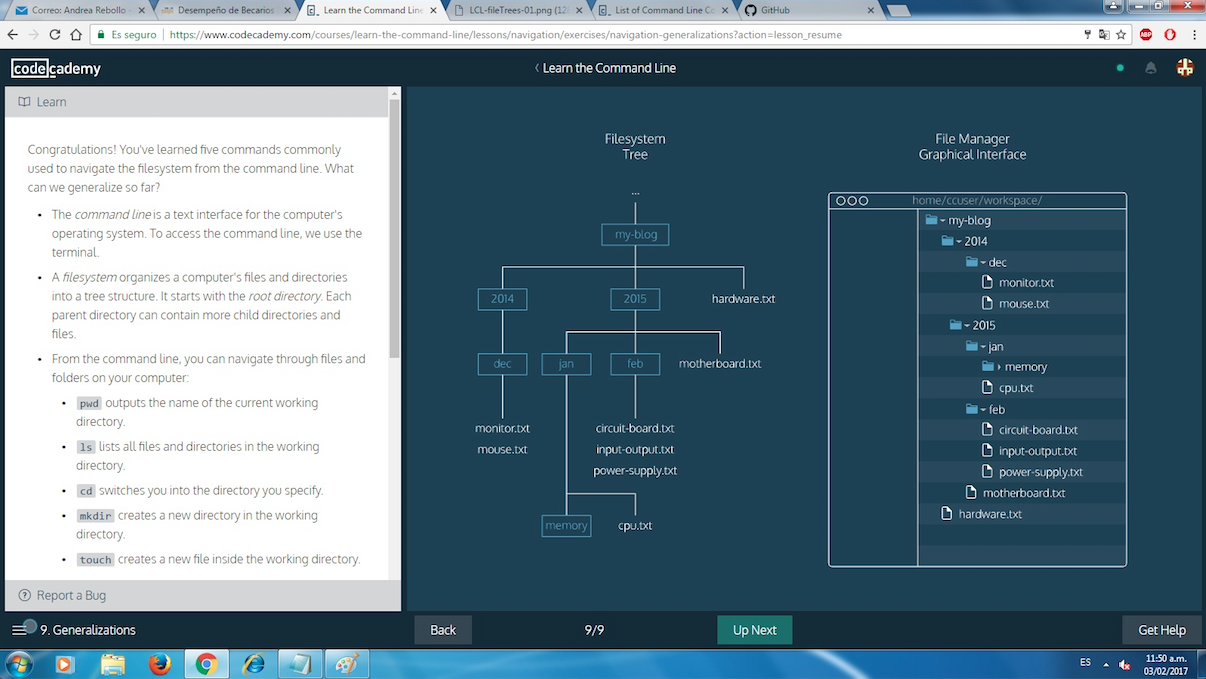 Correo: Andrea Rebollo -
Desempeño de Becarios
Learn the Command Line
LCL-fileTrees-01.png (12
List of Command Line Co
GitHub
Es seguro
https://www.codecademy.com/courses/learn-the-command-line/lessons/navigation/exercises/navigation-generalizations?action=lesson_resume
ABP
codecademy
Learn the Command Line
Learn
Congratulations! You've learned five commands commonly
used to navigate the filesystem from the command line. What
can we generalize so far?
• The command line is a text interface for the computer's
operating system. To access the command line, we use the
terminal.
• A filesystem organizes a computer's files and directories
into a tree structure. It starts with the root directory. Each
parent directory can contain more child directories and
files.
• From the command line, you can navigate through files and
folders on your computer:
• pwd outputs the name of the current working
directory.
• ls lists all files and directories in the working
directory.
• cd switches you into the directory you specify.
• mkdir creates a new directory in the working
directory.
• touch creates a new file inside the working directory.
Report a Bug
Filesystem
Tree
...
my-blog
2014
2015
hardware.txt
dec
jan
feb
motherboard.txt
monitor.txt
mouse.txt
circuit-board.txt
input-output.txt
power-supply.txt
memory
cpu.txt
File Manager
Graphical Interface
home/ccuser/workspace/
my-blog
2014
dec
monitor.txt
mouse.txt
2015
jan
memory
cpu.txt
feb
circuit-board.txt
input-output.txt
power-supply.txt
motherboard.txt
hardware.txt
9. Generalizations
Back
9/9
Up Next
Get Help
ES
11:50 a.m.
03/02/2017